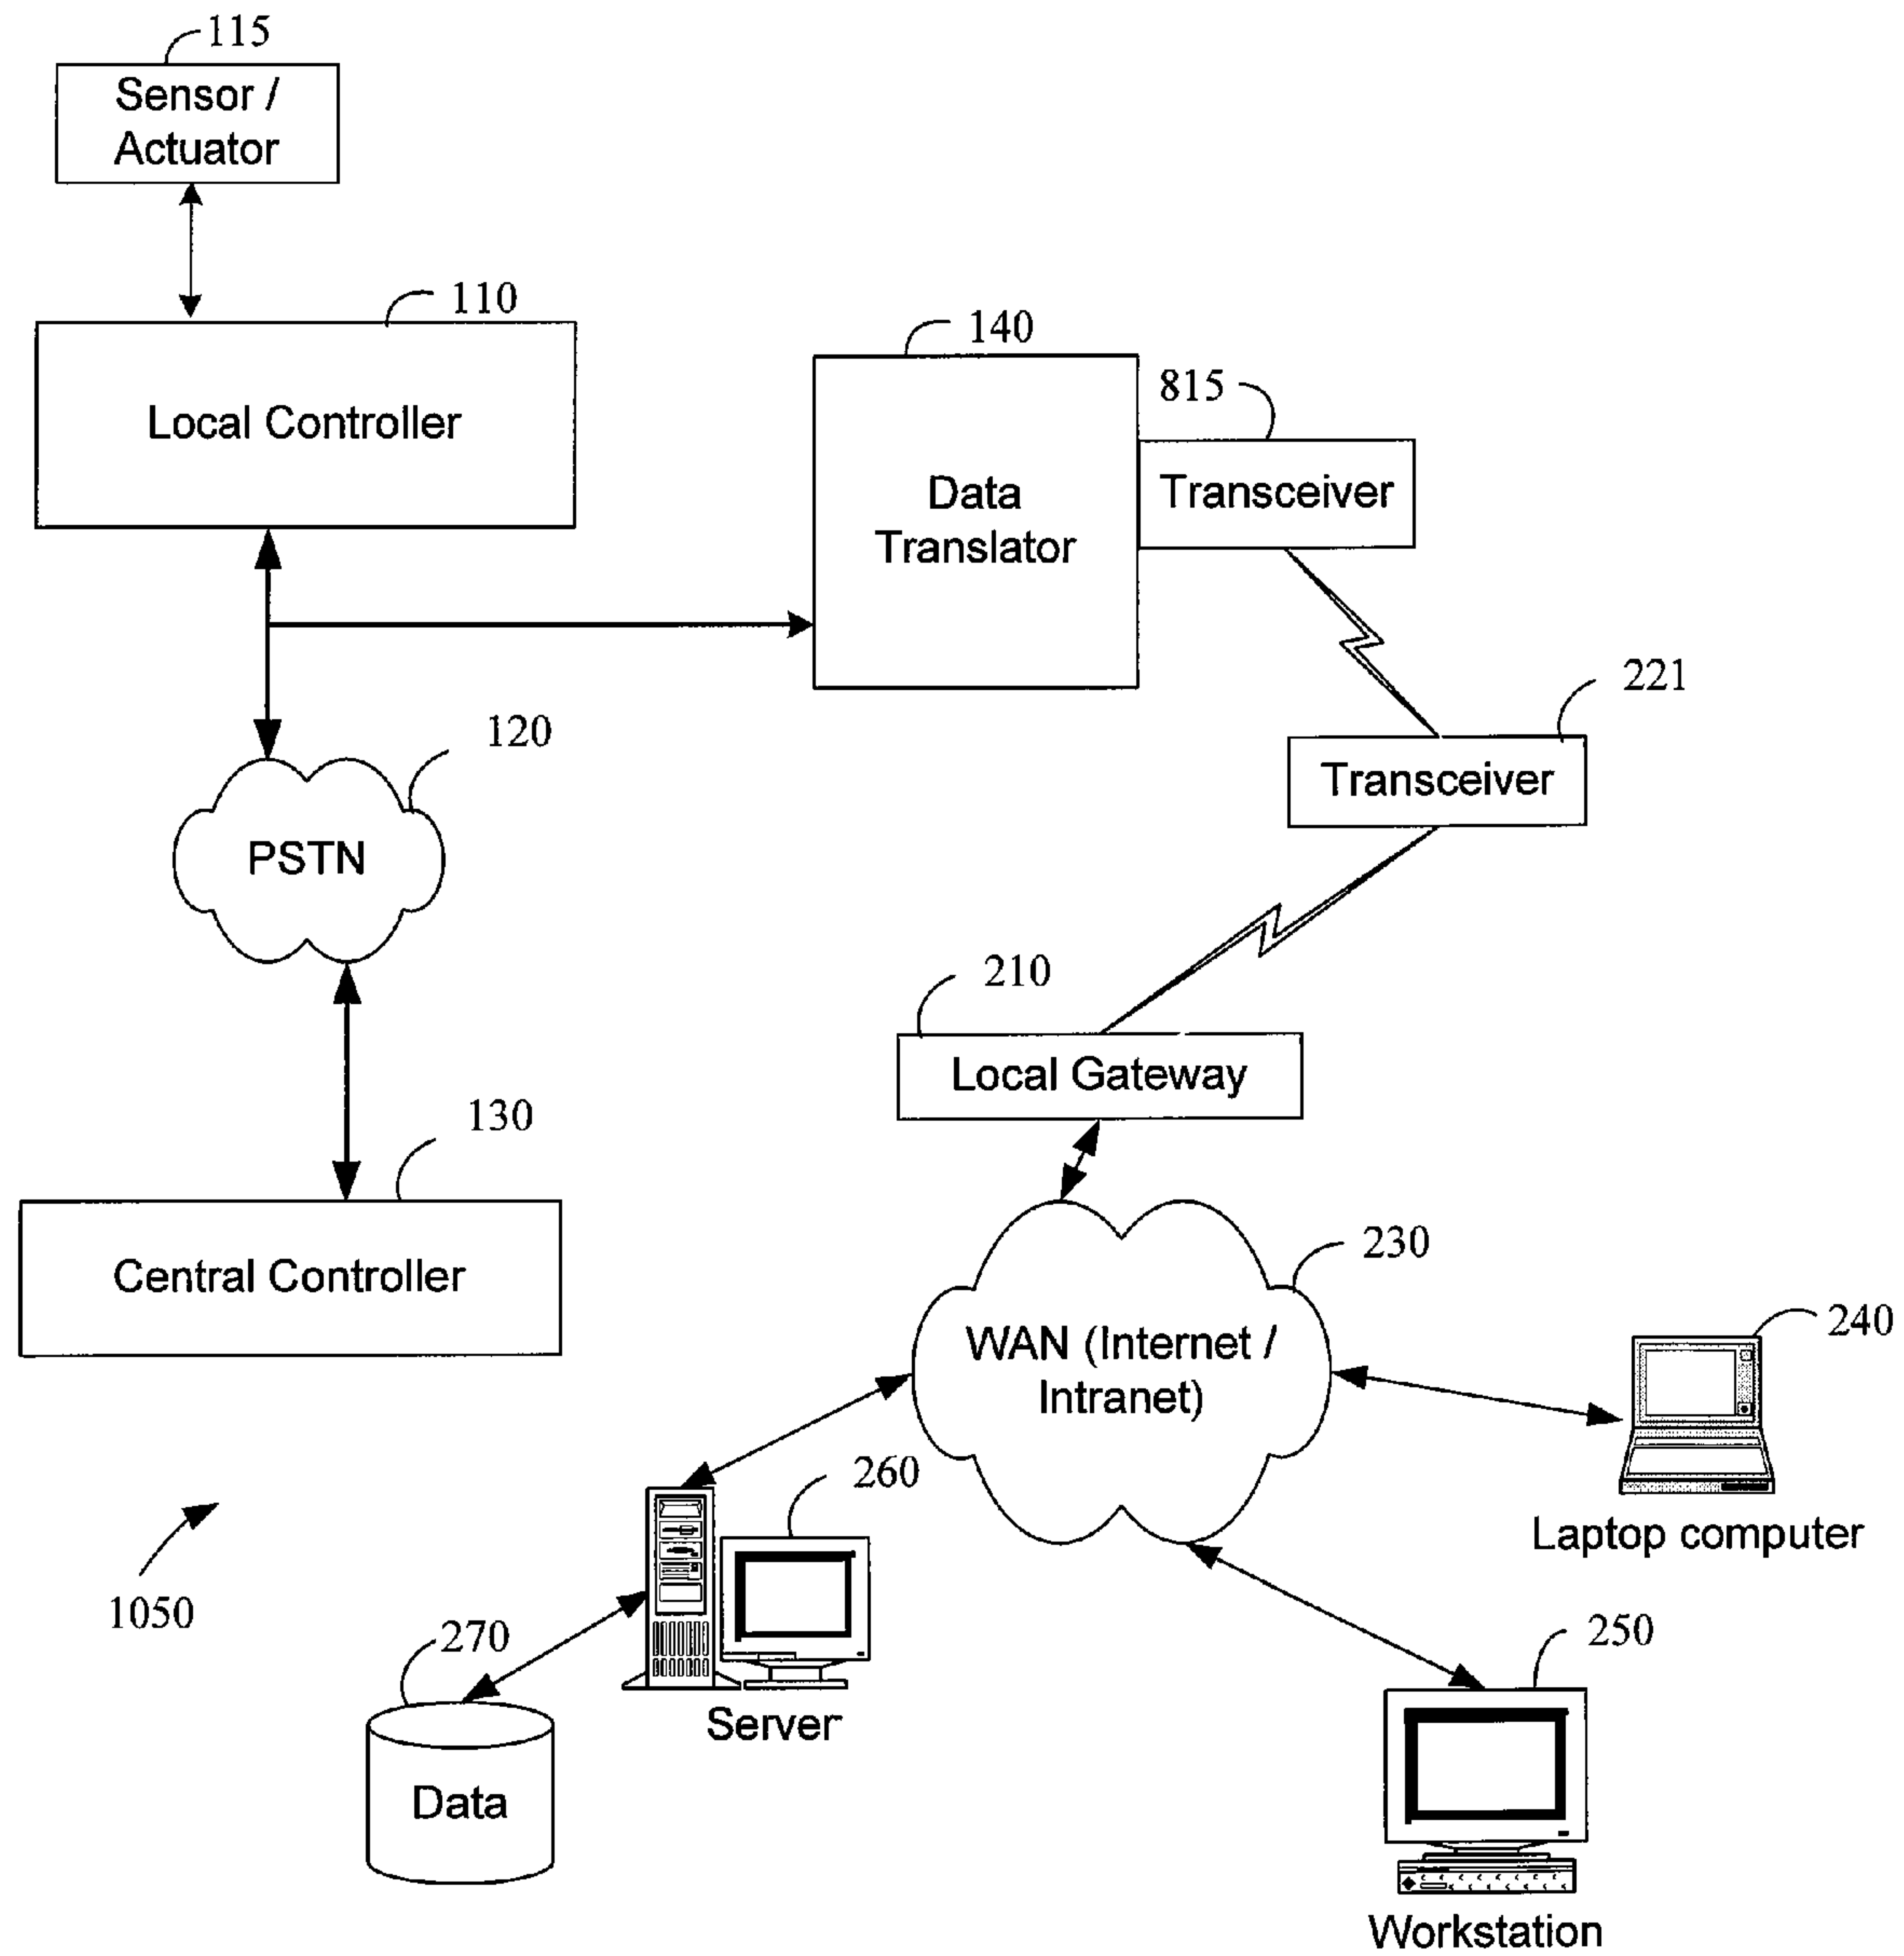 115
Sensor /
Actuator
110
Local Controller
140
815
Data
Translator
Transceiver
221
Transceiver
120
PSTN
210
Local Gateway
130
Central Controller
230
WAN (Internet /
Intranet)
240
Laptop computer
260
Server
1050
270
Data
250
Workstation